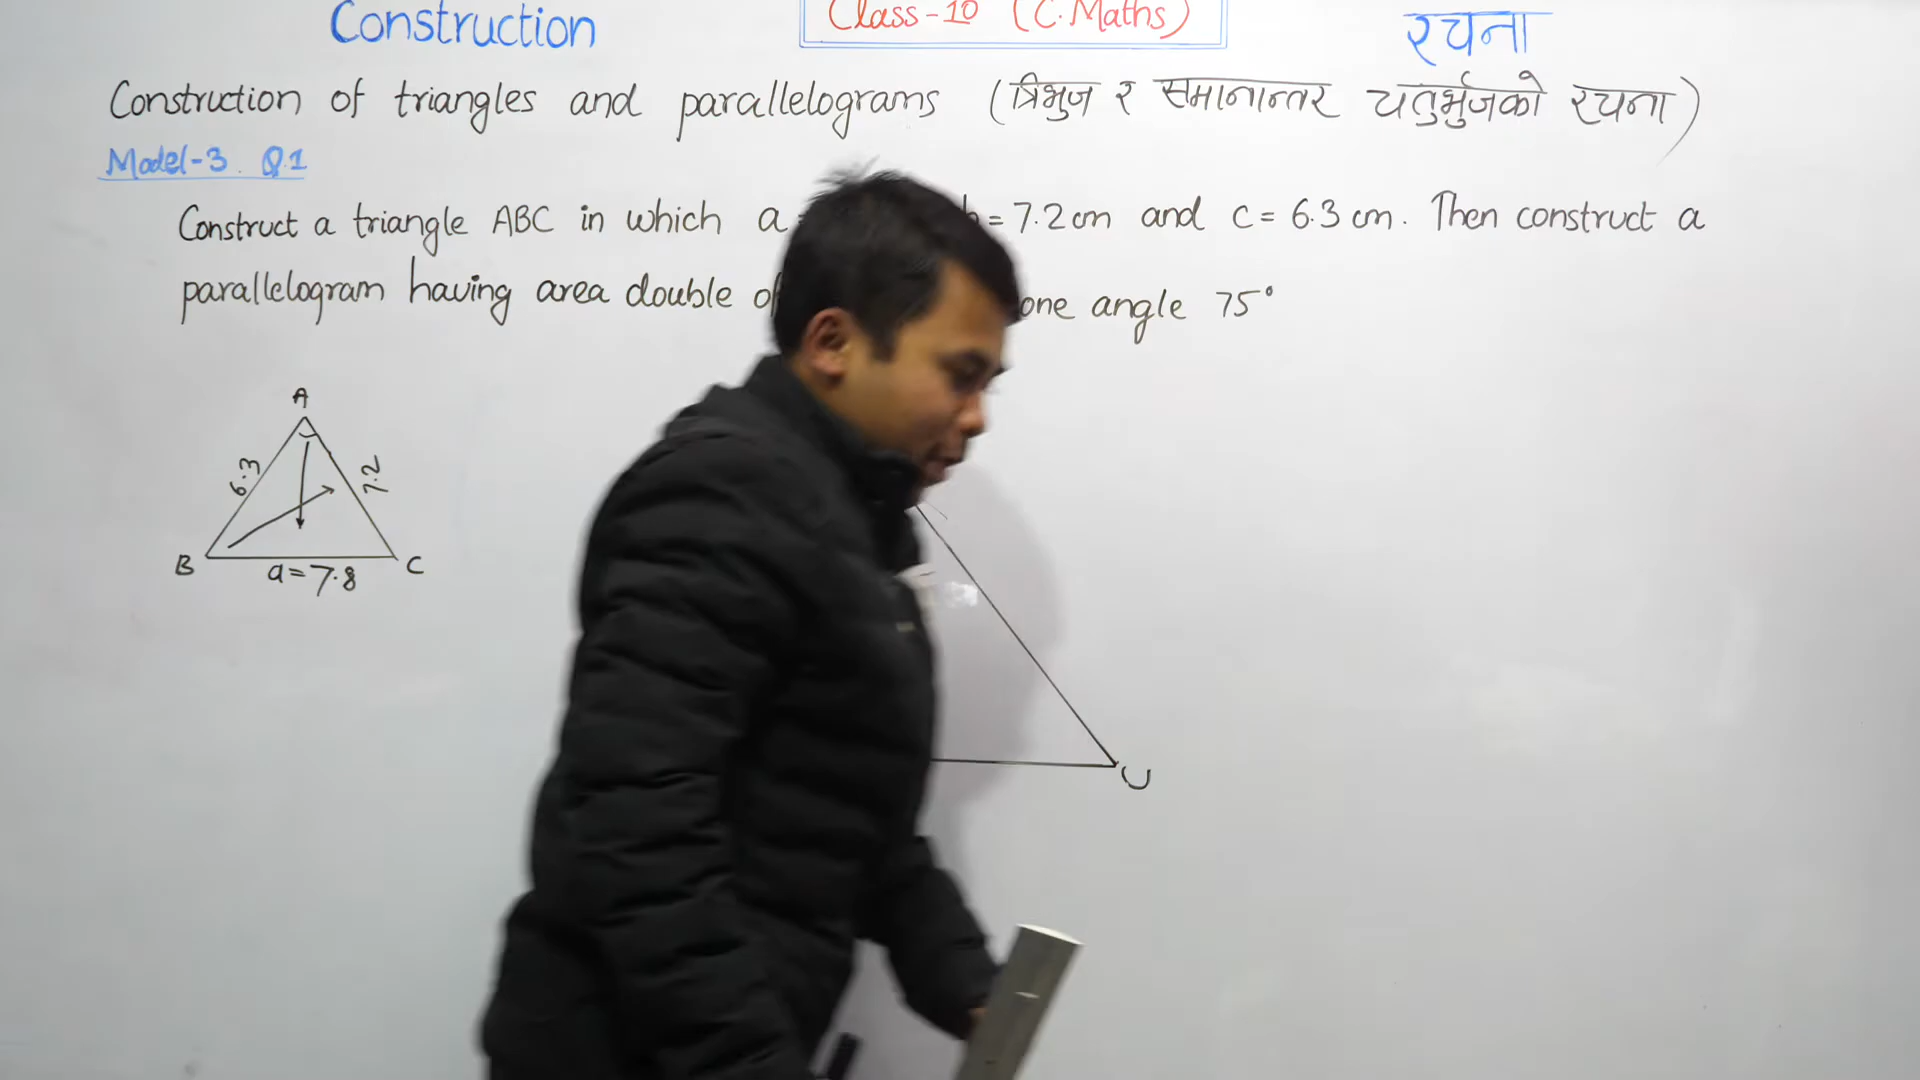 Construction
Class-10 (C.Maths)
रचना
Construction of triangles and parallelograms (त्रिभुज र समानान्तर चतुर्भुजको रचना)
Model-3. Q.1
Construct a triangle ABC in which a = 7.2 cm and c = 6.3 cm. Then construct a
parallelogram having area double of one angle 75°
A
6.3
7.2
B
a=7.8
C